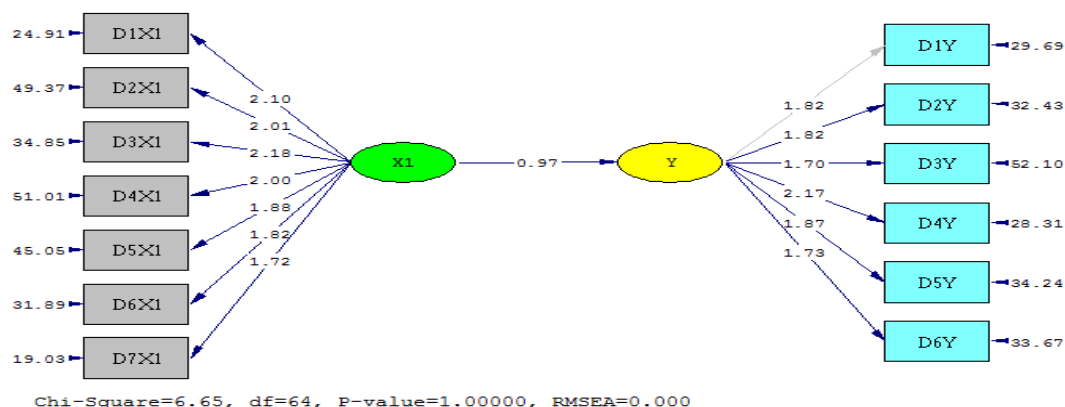 24.91 D1X1
49.37 D2X1
34.85 D3X1
51.01 D4X1
45.05 D5X1
31.89 D6X1
19.03 D7X1
2.10
2.01
2.18
2.00
1.88
1.82
1.72
X1
0.97
Y
1.82
1.82
1.70
2.17
1.87
1.73
D1Y 29.69
D2Y 32.43
D3Y 52.10
D4Y 28.31
D5Y 34.24
D6Y 33.67
Chi-Square=6.65, df=64, P-value=1.00000, RMSEA=0.000